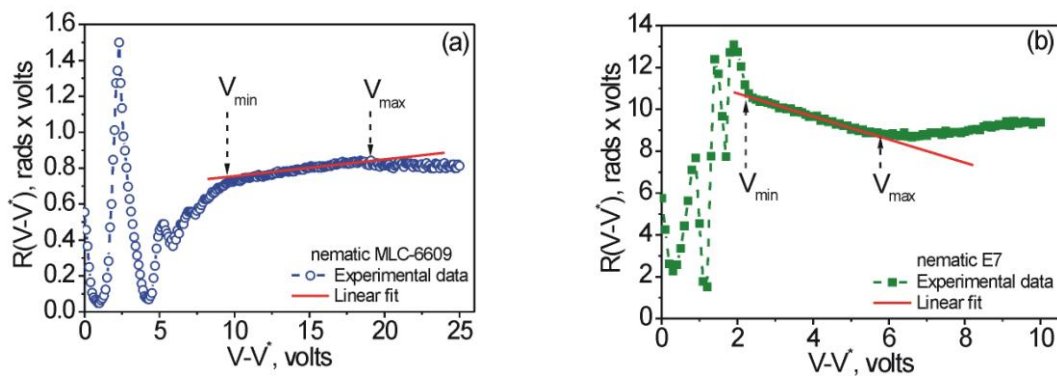 (a)
R(V-V*), rads x volts
1.6
1.4
1.2
1.0
0.8
0.6
0.4
0.2
0.0
V_min
V_max
nematic MLC-6609
Experimental data
Linear fit
0 5 10 15 20 25
V-V*, volts
(b)
R(V-V*), rads x volts
14
12
10
8
6
4
2
0
V_min
V_max
nematic E7
Experimental data
Linear fit
0 2 4 6 8 10
V-V*, volts